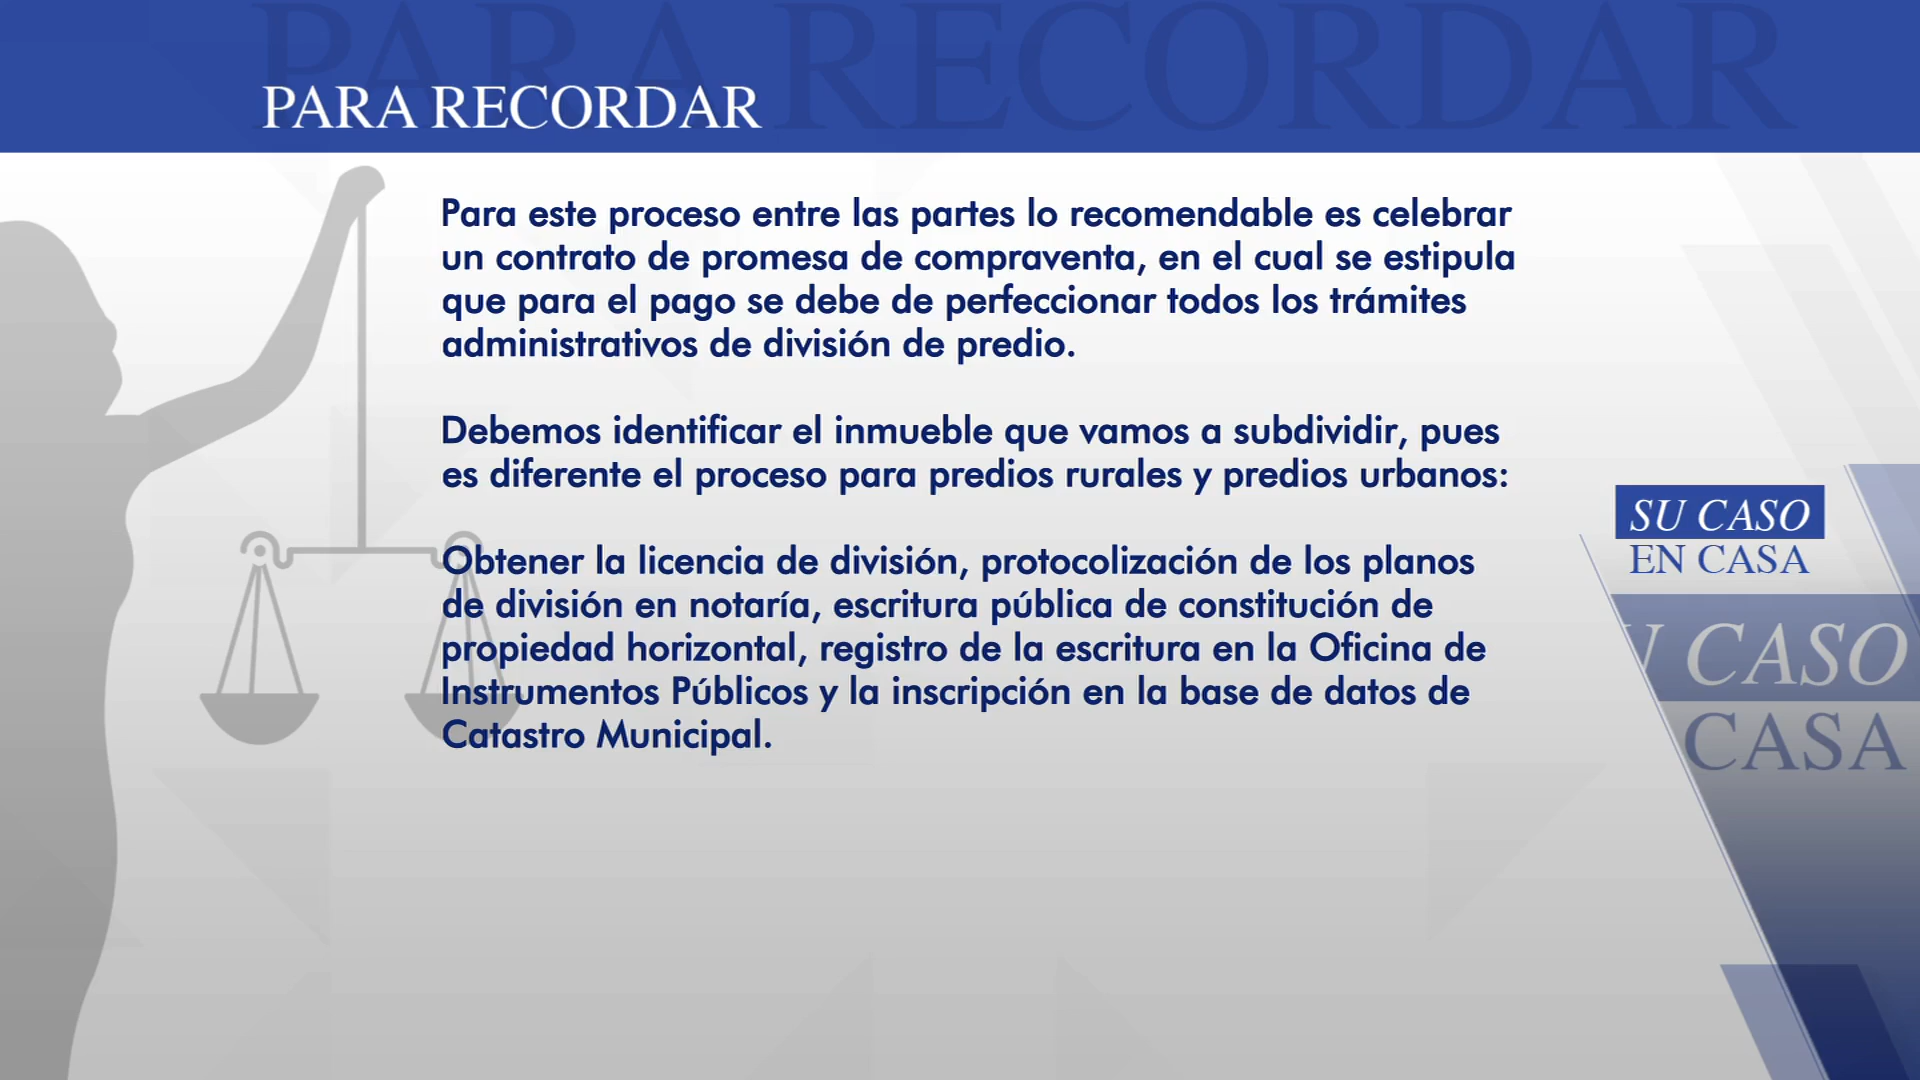 PARA RECORDAR
PARA RECORDAR
Para este proceso entre las partes lo recomendable es celebrar
un contrato de promesa de compraventa, en el cual se estipula
que para el pago se debe de perfeccionar todos los trámites
administrativos de división de predio.
Debemos identificar el inmueble que vamos a subdividir, pues
es diferente el proceso para predios rurales y predios urbanos:
Obtener la licencia de división, protocolización de los planos
de división en notaría, escritura pública de constitución de
propiedad horizontal, registro de la escritura en la Oficina de
Instrumentos Públicos y la inscripción en la base de datos de
Catastro Municipal.
SU CASO
EN CASA
U CASO
CASA